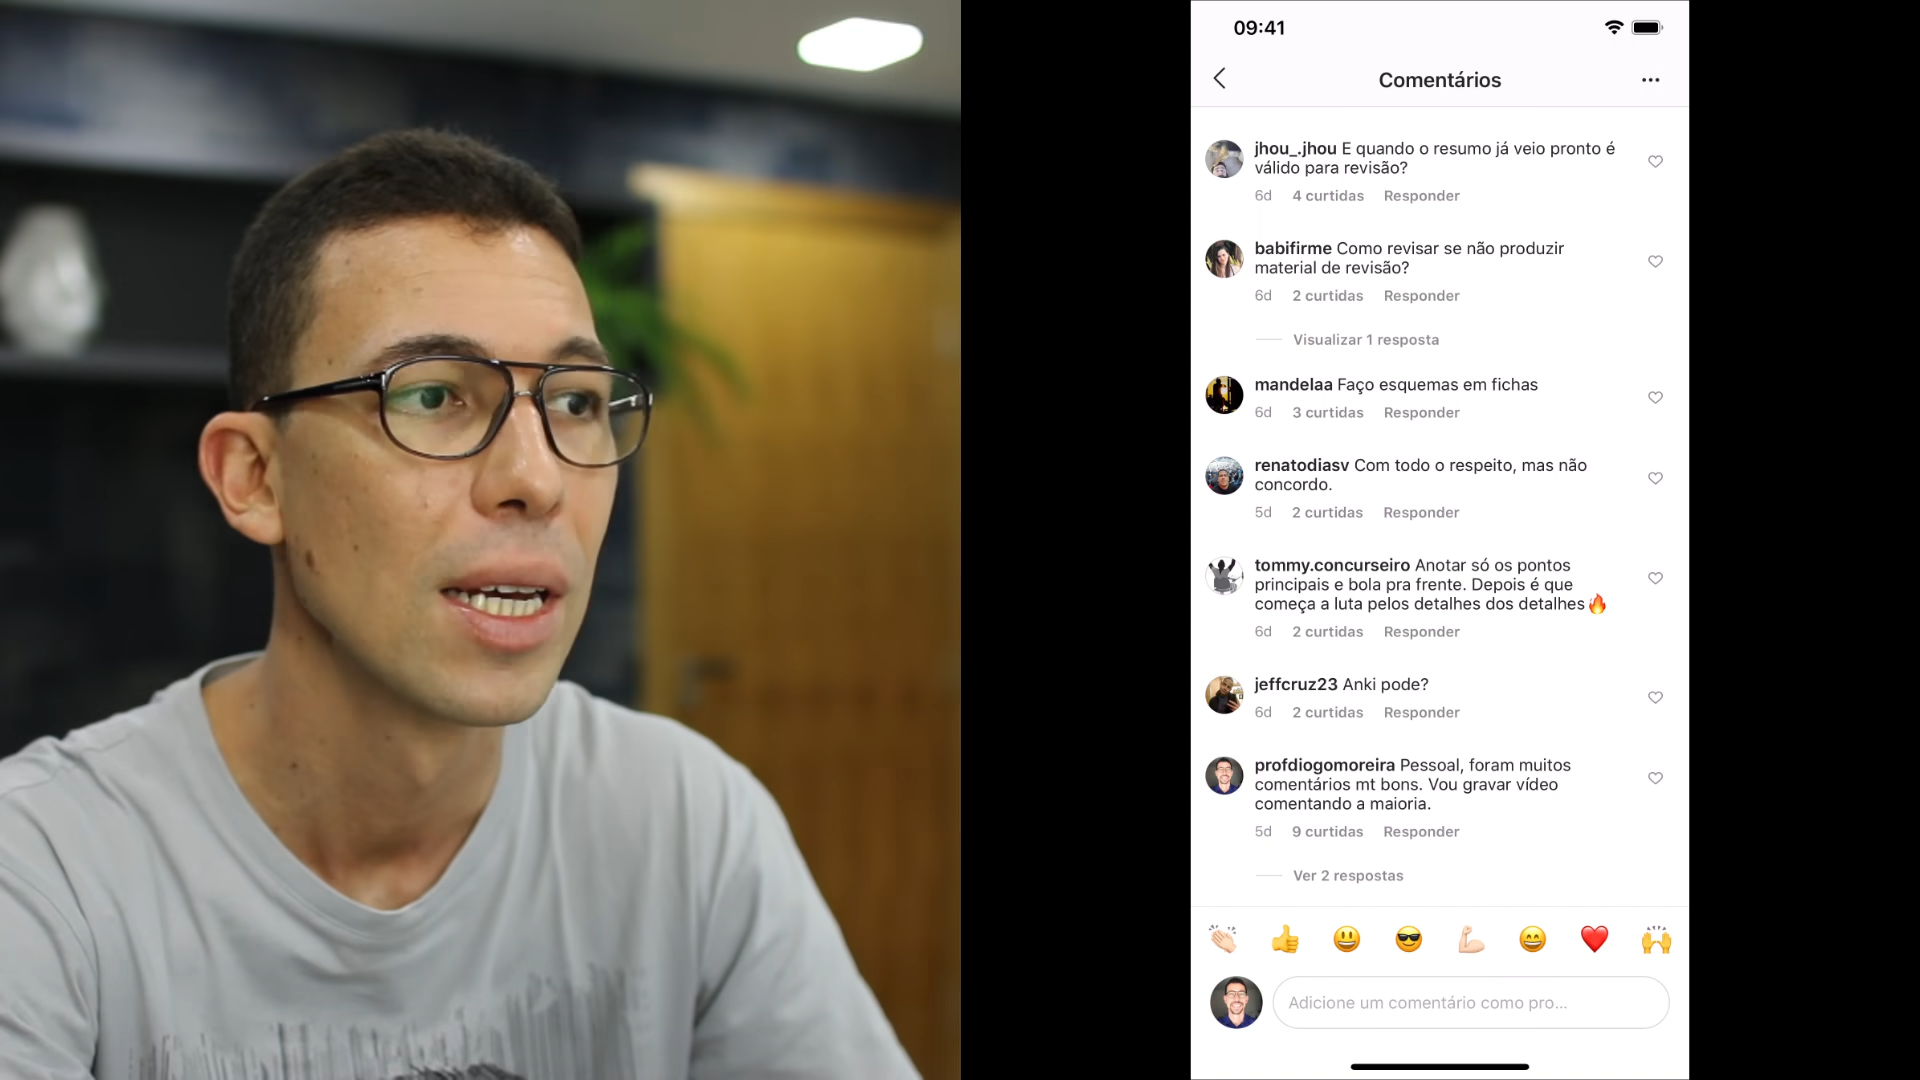 09:41
Comentários
jhou_.jhou E quando o resumo já veio pronto é
válido para revisão?
6d 4 curtidas Responder
babifirme Como revisar se não produzir
material de revisão?
6d 2 curtidas Responder
Visualizar 1 resposta
mandelaa Faço esquemas em fichas
6d 3 curtidas Responder
renatodiasv Com todo o respeito, mas não
concordo.
5d 2 curtidas Responder
tommy.concurseiro Anotar só os pontos
principais e bola pra frente. Depois é que
começa a luta pelos detalhes dos detalhes🔥
6d 2 curtidas Responder
jeffcruz23 Anki pode?
6d 2 curtidas Responder
profdiogomoreira Pessoal, foram muitos
comentários mt bons. Vou gravar vídeo
comentando a maioria.
5d 9 curtidas Responder
Ver 2 respostas
Adicione um comentário como pro...